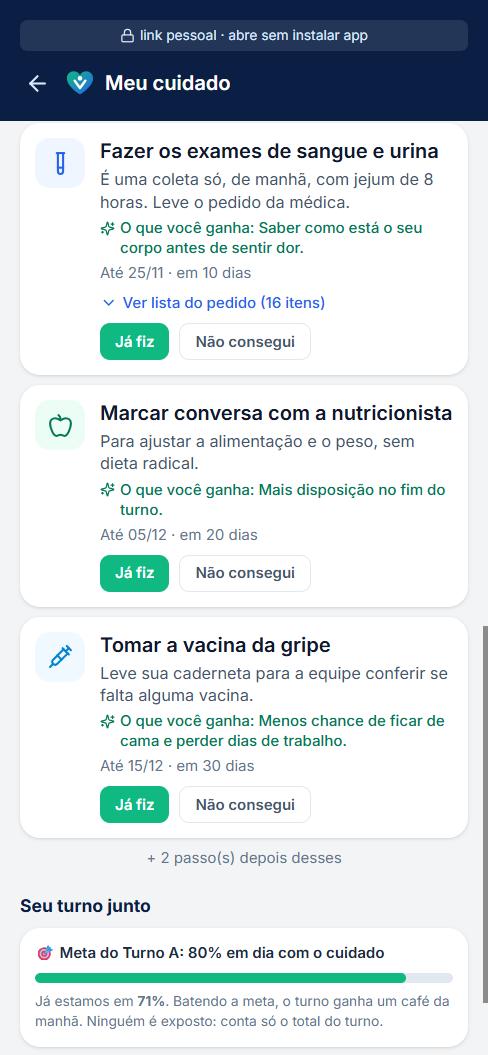 link pessoal · abre sem instalar app
Meu cuidado
Fazer os exames de sangue e urina
É uma coleta só, de manhã, com jejum de 8
horas. Leve o pedido da médica.
O que você ganha: Saber como está o seu
corpo antes de sentir dor.
Até 25/11 · em 10 dias
Ver lista do pedido (16 itens)
Já fiz
Não consegui
Marcar conversa com a nutricionista
Para ajustar a alimentação e o peso, sem
dieta radical.
O que você ganha: Mais disposição no fim do
turno.
Até 05/12 · em 20 dias
Já fiz
Não consegui
Tomar a vacina da gripe
Leve sua caderneta para a equipe conferir se
falta alguma vacina.
O que você ganha: Menos chance de ficar de
cama e perder dias de trabalho.
Até 15/12 · em 30 dias
Já fiz
Não consegui
+ 2 passo(s) depois desses
Seu turno junto
Meta do Turno A: 80% em dia com o cuidado
Já estamos em 71%. Batendo a meta, o turno ganha um café da
manhã. Ninguém é exposto: conta só o total do turno.